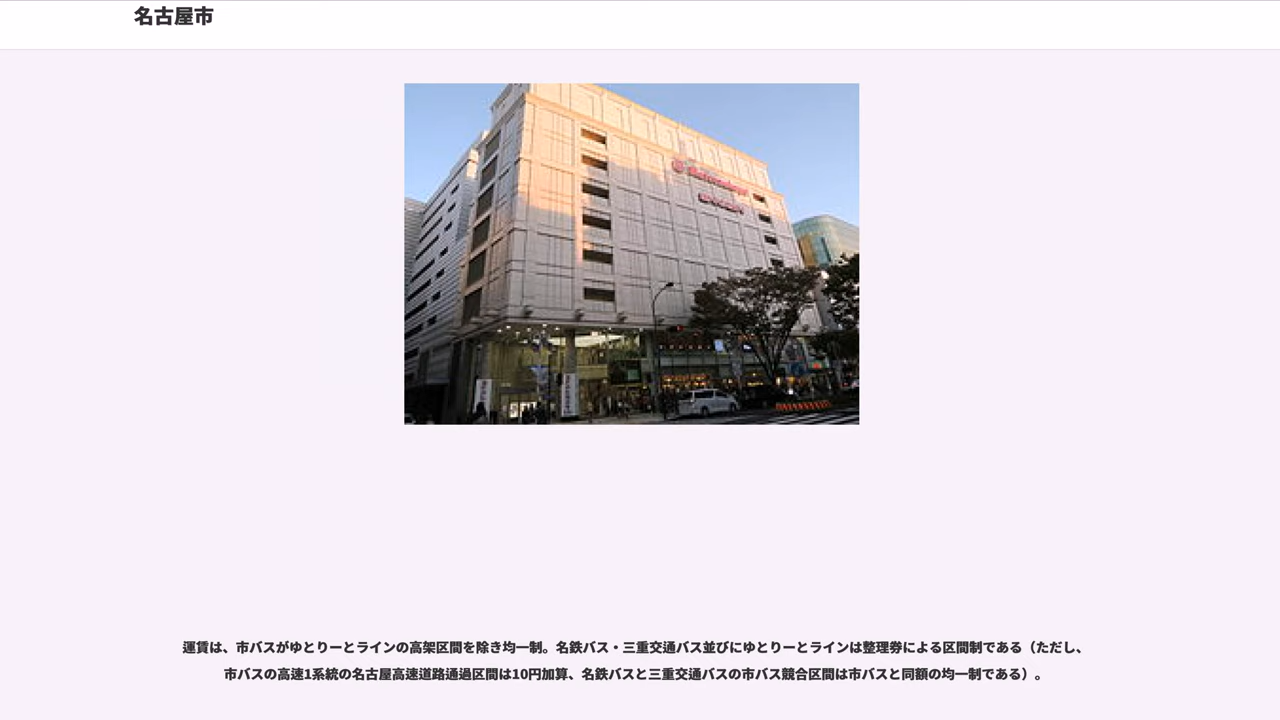 名古屋市
運賃は、市バスがゆとりーとラインの高架区間を除き均一制。名鉄バス・三重交通バス並びにゆとりーとラインは整理券による区間制である（ただし、
市バスの高速1系統の名古屋高速道路通過区間は10円加算、名鉄バスと三重交通バスの市バス競合区間は市バスと同額の均一制である）。